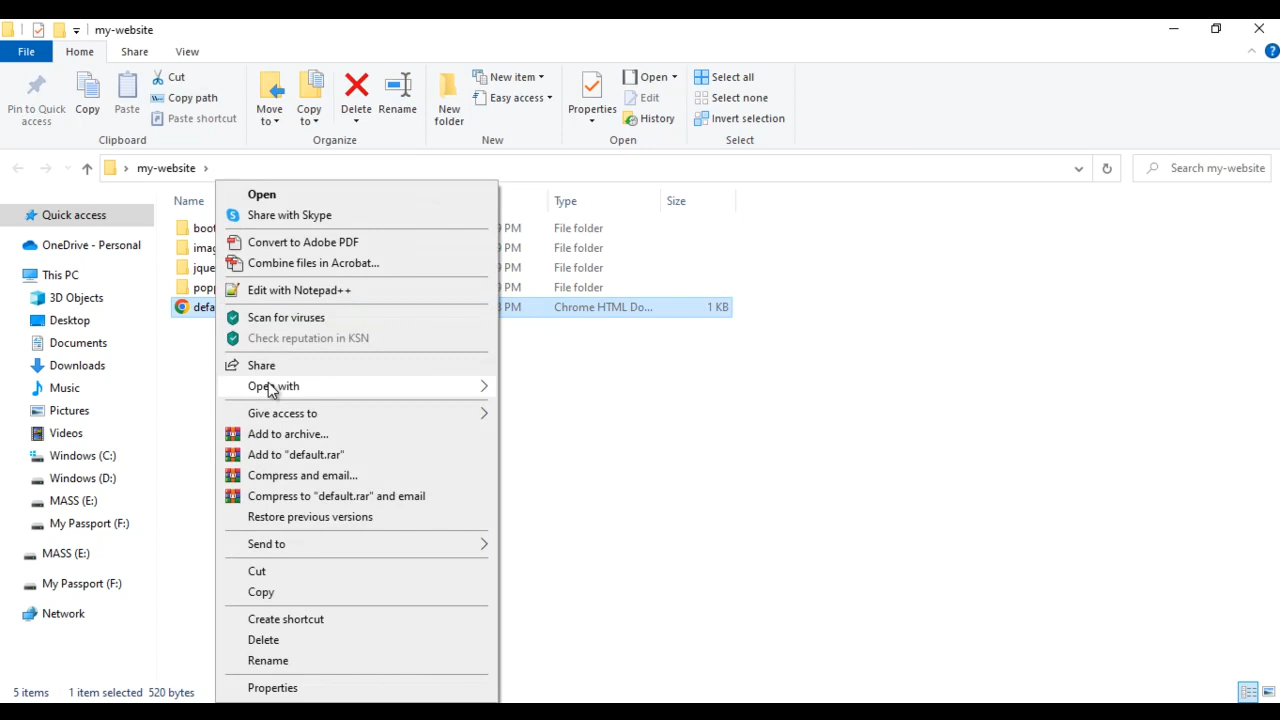 my-website
File Home Share View
Pin to Quick access
Copy
Paste
Cut
Copy path
Paste shortcut
Clipboard
Move to
Copy to
Delete
Rename
Organize
New folder
New item
Easy access
New
Properties
Open
Edit
History
Open
Select all
Select none
Invert selection
Select
my-website
Search my-website
Quick access
OneDrive - Personal
This PC
3D Objects
Desktop
Documents
Downloads
Music
Pictures
Videos
Windows (C:)
Windows (D:)
MASS (E:)
My Passport (F:)
MASS (E:)
My Passport (F:)
Network
Name Type Size
PM File folder
PM File folder
PM File folder
PM File folder
PM Chrome HTML Do... 1 KB
Open
Share with Skype
Convert to Adobe PDF
Combine files in Acrobat...
Edit with Notepad++
Scan for viruses
Check reputation in KSN
Share
Open with
Give access to
Add to archive...
Add to "default.rar"
Compress and email...
Compress to "default.rar" and email
Restore previous versions
Send to
Cut
Copy
Create shortcut
Delete
Rename
Properties
5 items 1 item selected 520 bytes